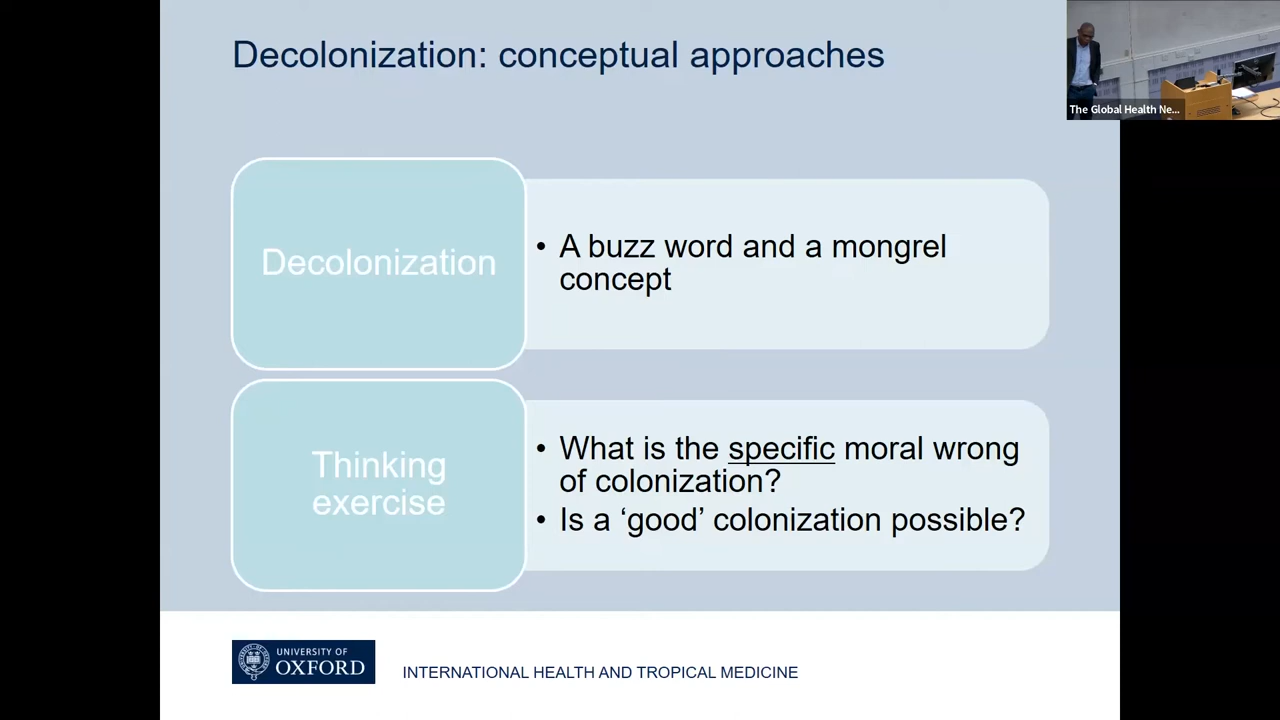 Decolonization: conceptual approaches
The Global Health Ne...
Decolonization
• A buzz word and a mongrel
concept
Thinking
exercise
• What is the specific moral wrong
of colonization?
• Is a ‘good’ colonization possible?
UNIVERSITY OF
OXFORD
INTERNATIONAL HEALTH AND TROPICAL MEDICINE